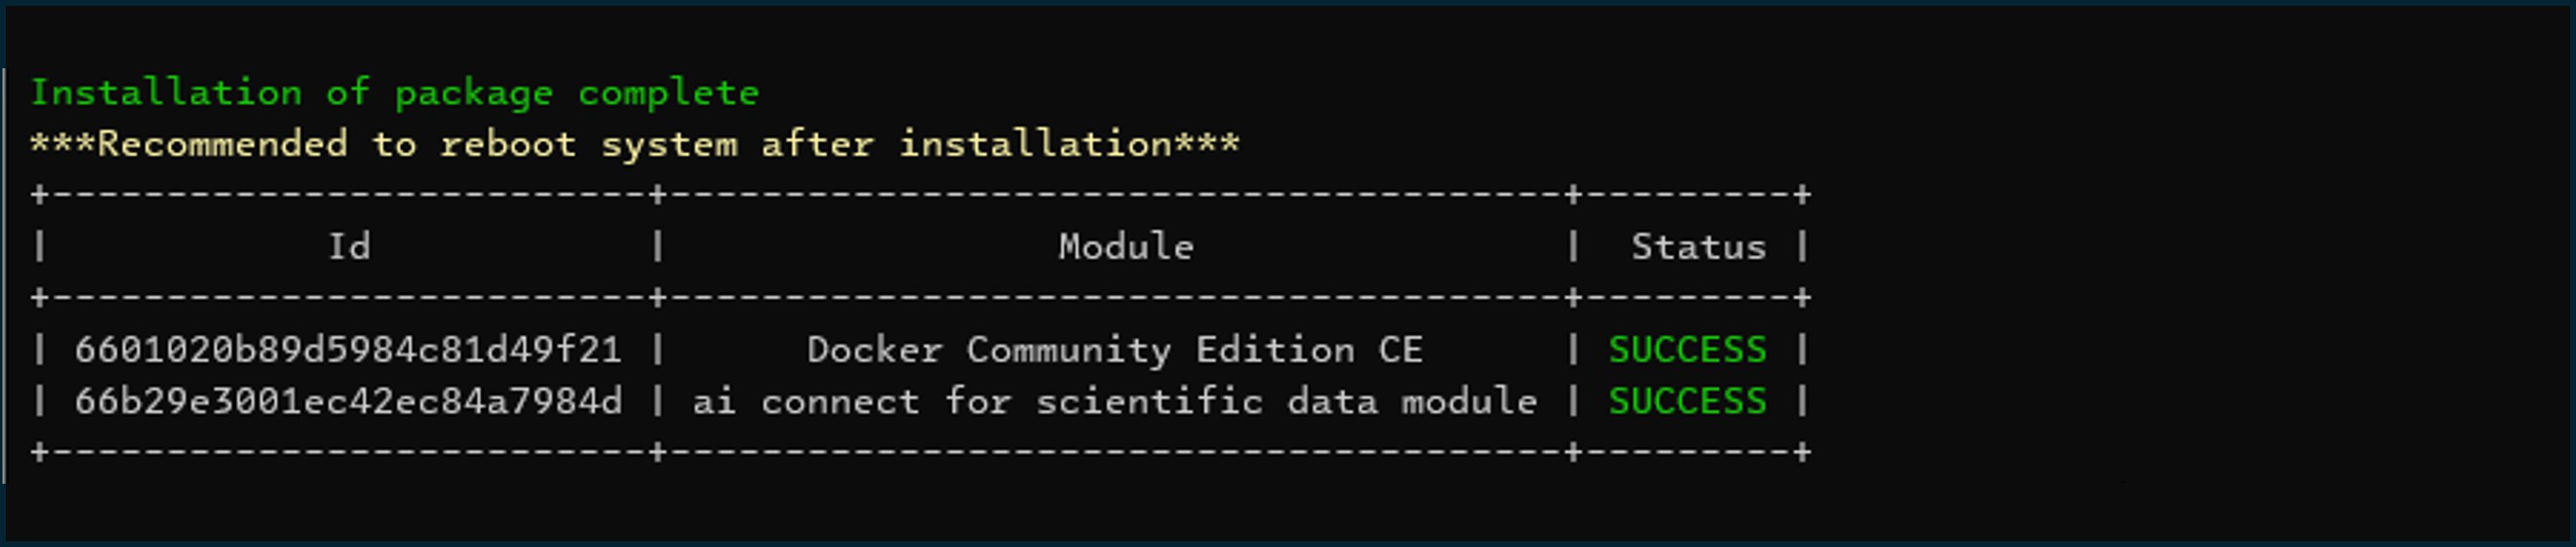 Installation of package complete
***Recommended to reboot system after installation***
+--------------------------+---------------------------------------+---------+
|            Id            |                 Module                |  Status |
+--------------------------+---------------------------------------+---------+
| 6601020b89d5984c81d49f21 |      Docker Community Edition CE      | SUCCESS |
| 66b29e3001ec42ec84a7984d | ai connect for scientific data module | SUCCESS |
+--------------------------+---------------------------------------+---------+